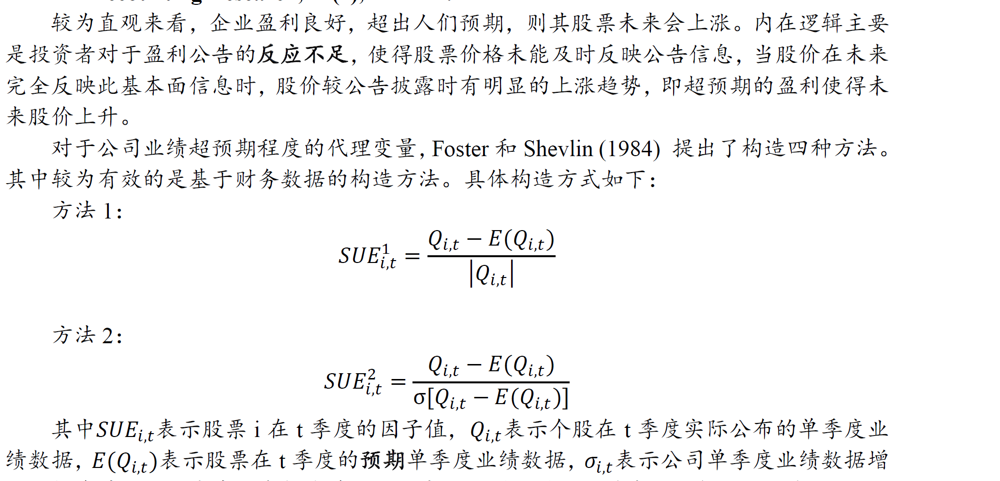 较为直观来看，企业盈利良好，超出人们预期，则其股票未来会上涨。内在逻辑主要
是投资者对于盈利公告的反应不足，使得股票价格未能及时反映公告信息，当股价在未来
完全反映此基本面信息时，股价较公告披露时有明显的上涨趋势，即超预期的盈利使得未
来股价上升。
对于公司业绩超预期程度的代理变量，Foster 和 Shevlin (1984) 提出了构造四种方法。
其中较为有效的是基于财务数据的构造方法。具体构造方式如下：
方法 1：
$SUE_{i,t}^{1} = \frac{Q_{i,t} - E(Q_{i,t})}{|Q_{i,t}|}$
方法 2：
$SUE_{i,t}^{2} = \frac{Q_{i,t} - E(Q_{i,t})}{σ[Q_{i,t} - E(Q_{i,t})]}$
其中$SUE_{i,t}$表示股票 i 在 t 季度的因子值，$Q_{i,t}$表示个股在 t 季度实际公布的单季度业
绩数据，$E(Q_{i,t})$表示股票在 t 季度的预期单季度业绩数据，$σ_{i,t}$表示公司单季度业绩数据增